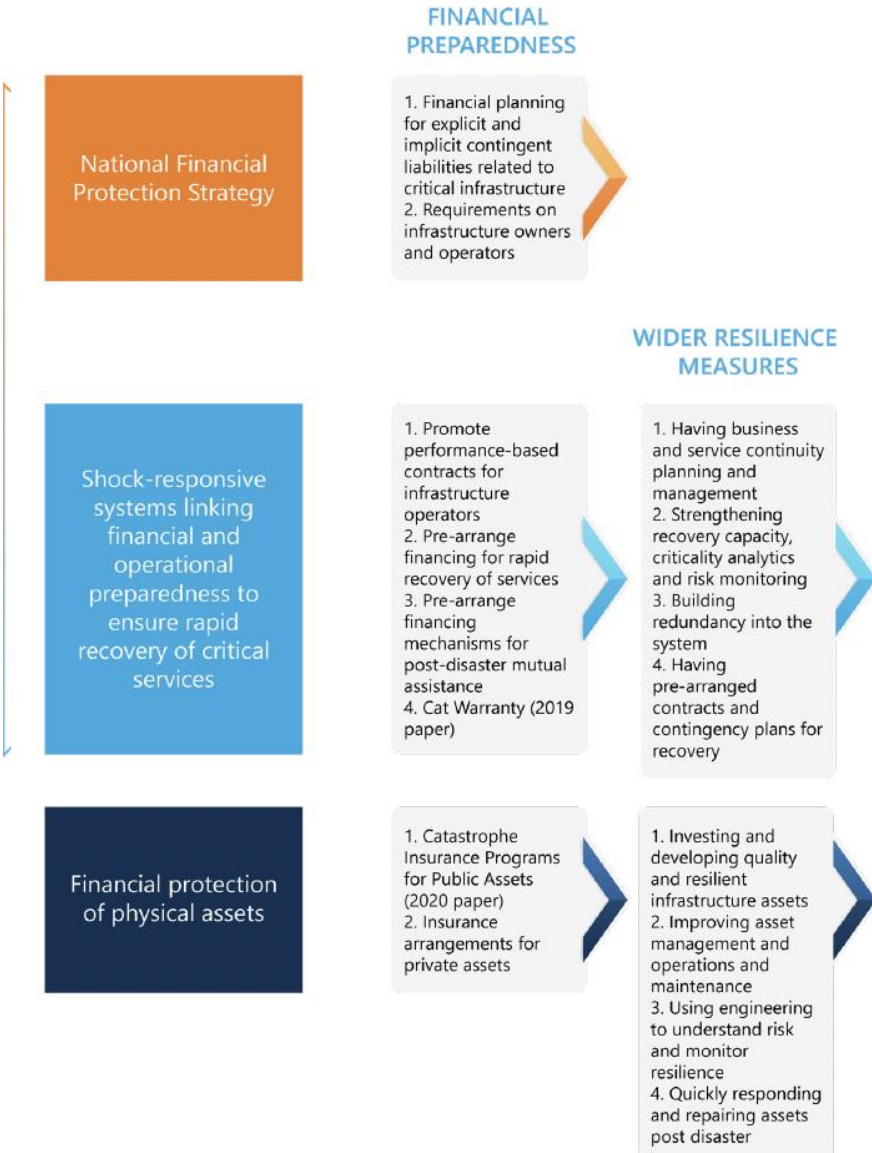 FINANCIAL
PREPAREDNESS
National Financial
Protection Strategy
1. Financial planning
for explicit and
implicit contingent
liabilities related to
critical infrastructure
2. Requirements on
infrastructure owners
and operators
WIDER RESILIENCE
MEASURES
Shock-responsive
systems linking
financial and
operational
preparedness to
ensure rapid
recovery of critical
services
1. Promote
performance-based
contracts for
infrastructure
operators
2. Pre-arrange
financing for rapid
recovery of services
3. Pre-arrange
financing
mechanisms for
post-disaster mutual
assistance
4. Cat Warranty (2019
paper)
1. Having business
and service continuity
planning and
management
2. Strengthening
recovery capacity,
criticality analytics
and risk monitoring
3. Building
redundancy into the
system
4. Having
pre-arranged
contracts and
contingency plans for
recovery
Financial protection
of physical assets
1. Catastrophe
Insurance Programs
for Public Assets
(2020 paper)
2. Insurance
arrangements for
private assets
1. Investing and
developing quality
and resilient
infrastructure assets
2. Improving asset
management and
operations and
maintenance
3. Using engineering
to understand risk
and monitor
resilience
4. Quickly responding
and repairing assets
post disaster